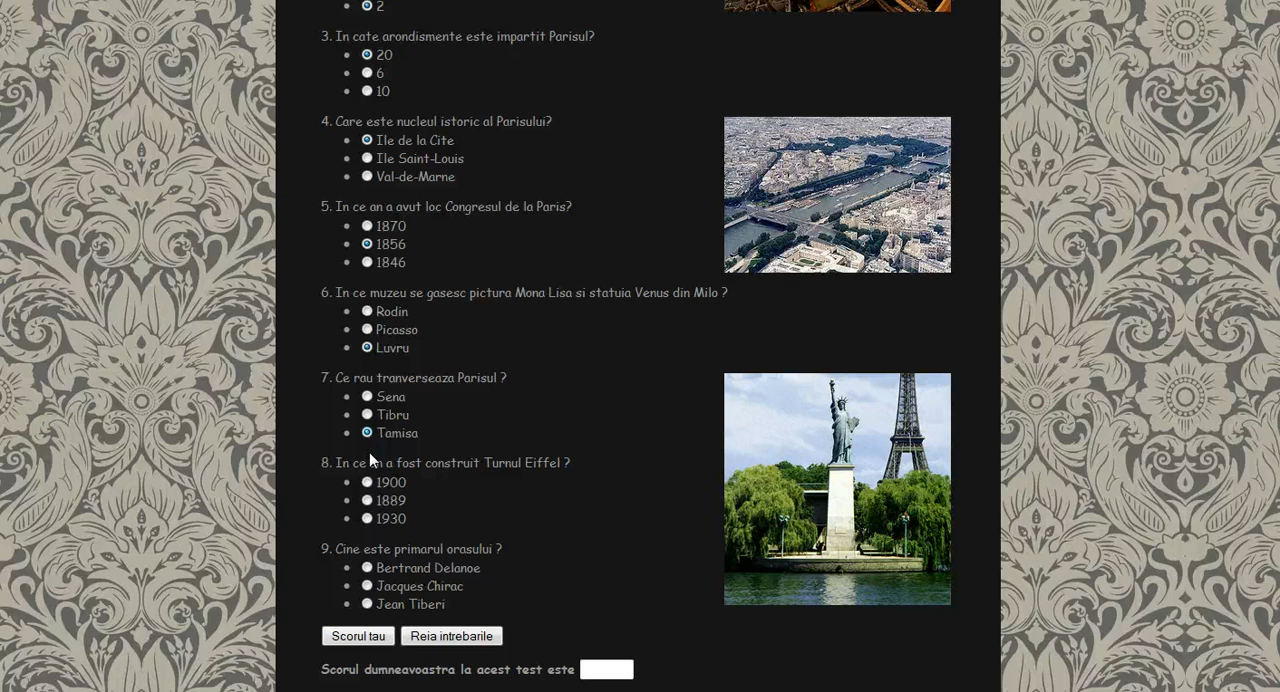 2
3. In cate arondismente este impartit Parisul?
20
6
10
4. Care este nucleul istoric al Parisului?
Ile de la Cite
Ile Saint-Louis
Val-de-Marne
5. In ce an a avut loc Congresul de la Paris?
1870
1856
1846
6. In ce muzeu se gasesc pictura Mona Lisa si statuia Venus din Milo ?
Rodin
Picasso
Luvru
7. Ce rau tranverseaza Parisul ?
Sena
Tibru
Tamisa
8. In ce an a fost construit Turnul Eiffel ?
1900
1889
1930
9. Cine este primarul orasului ?
Bertrand Delanoe
Jacques Chirac
Jean Tiberi
Scorul tau Reia intrebarile
Scorul dumneavoastra la acest test este